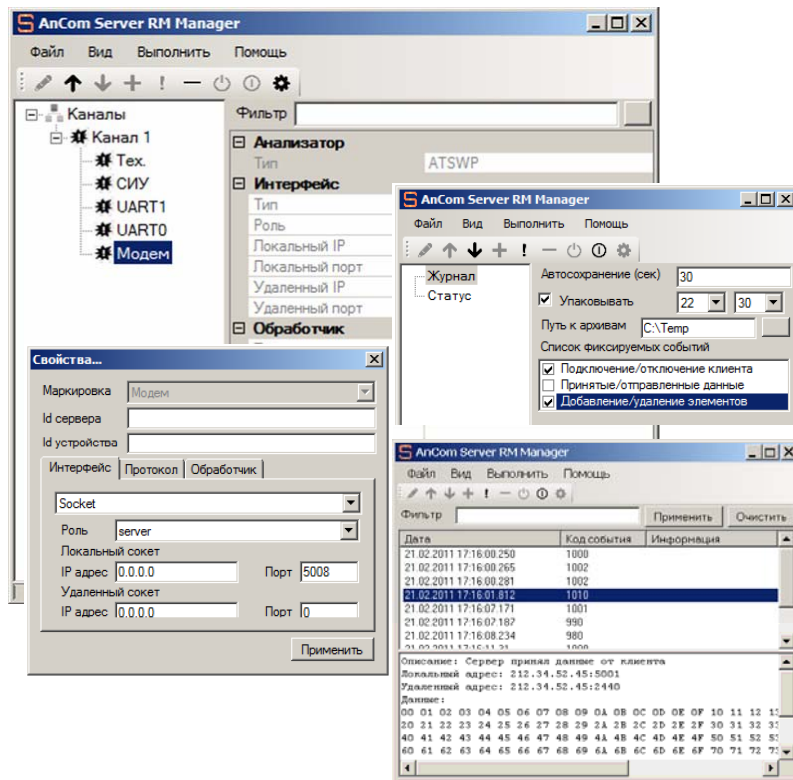 AnCom Server RM Manager
Файл Вид Выполнить Помощь
Каналы
Канал 1
Тех.
СИУ
UART1
UART0
Модем
Фильтр
Анализатор
Тип ATSWP
Интерфейс
Тип
Роль
Локальный IP
Локальный порт
Удаленный IP
Удаленный порт
Обработчик
AnCom Server RM Manager
Файл Вид Выполнить Помощь
Журнал
Статус
Автосохранение (сек) 30
Упаковывать 22 30
Путь к архивам C:\Temp
Список фиксируемых событий
Подключение/отключение клиента
Принятые/отправленные данные
Добавление/удаление элементов
Свойства...
Маркировка Модем
Id сервера
Id устройства
Интерфейс Протокол Обработчик
Socket
Роль server
Локальный сокет
IP адрес 0.0.0.0 Порт 5008
Удаленный сокет
IP адрес 0.0.0.0 Порт 0
Применить
AnCom Server RM Manager
Файл Вид Выполнить Помощь
Фильтр Применить Очистить
Дата Код события Информация
21.02.2011 17:16:00.250 1000
21.02.2011 17:16:00.265 1002
21.02.2011 17:16:00.281 1002
21.02.2011 17:16:01.812 1010
21.02.2011 17:16:07.171 1001
21.02.2011 17:16:07.187 990
21.02.2011 17:16:08.234 980
Описание: Сервер принял данные от клиента
Локальный адрес: 212.34.52.45:5001
Удаленный адрес: 212.34.52.45:2440
Данные:
00 01 02 03 04 05 06 07 08 09 0A 0B 0C 0D 0E 0F 10 11 12
20 21 22 23 24 25 26 27 28 29 2A 2B 2C 2D 2E 2F 30 31 32
40 41 42 43 44 45 46 47 48 49 4A 4B 4C 4D 4E 4F 50 51 52
60 61 62 63 64 65 66 67 68 69 6A 6B 6C 6D 6E 6F 70 71 72